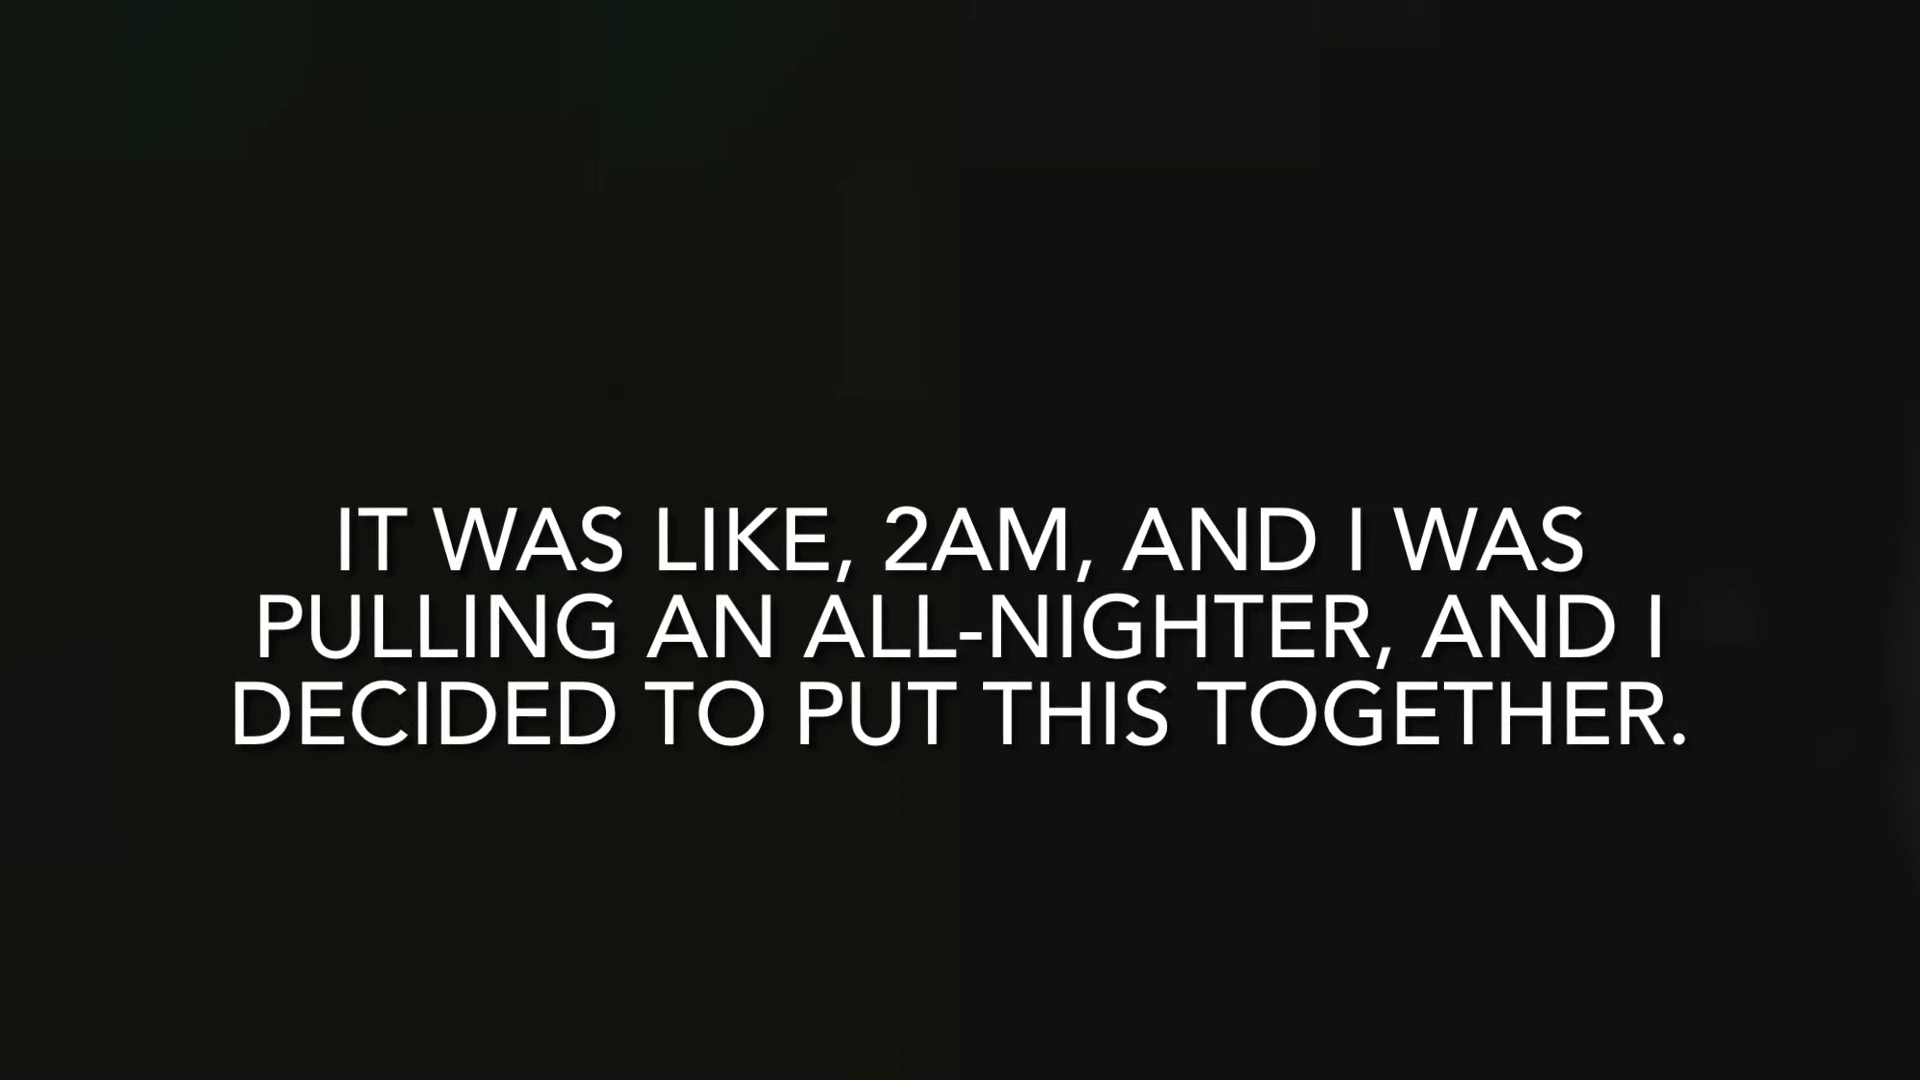 IT WAS LIKE, 2AM, AND I WAS
PULLING AN ALL-NIGHTER, AND I
DECIDED TO PUT THIS TOGETHER.